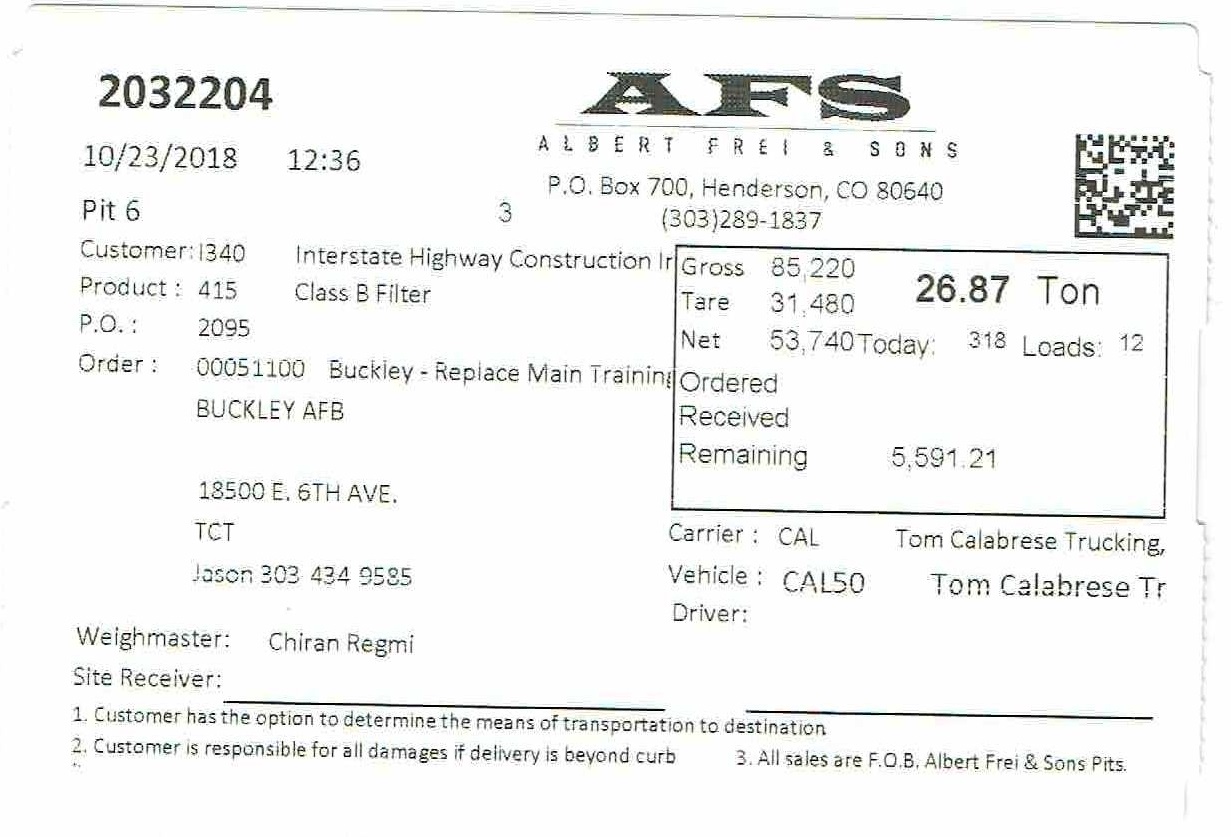 2032204
AFS
ALBERT FREI & SONS
10/23/2018 12:36
P.O. Box 700, Henderson, CO 80640
Pit 6 3 (303)289-1837
Customer: I340 Interstate Highway Construction Ir
Product : 415 Class B Filter
P.O. : 2095
Order : 00051100 Buckley - Replace Main Training
BUCKLEY AFB
18500 E. 6TH AVE.
TCT
Jason 303 434 9585
Gross 85,220 26.87 Ton
Tare 31,480
Net 53,740 Today: 318 Loads: 12
Ordered
Received
Remaining 5,591.21
Carrier : CAL Tom Calabrese Trucking,
Vehicle : CAL50 Tom Calabrese Tr
Driver:
Weighmaster: Chiran Regmi
Site Receiver:
1. Customer has the option to determine the means of transportation to destination
2. Customer is responsible for all damages if delivery is beyond curb 3. All sales are F.O.B. Albert Frei & Sons Pits.